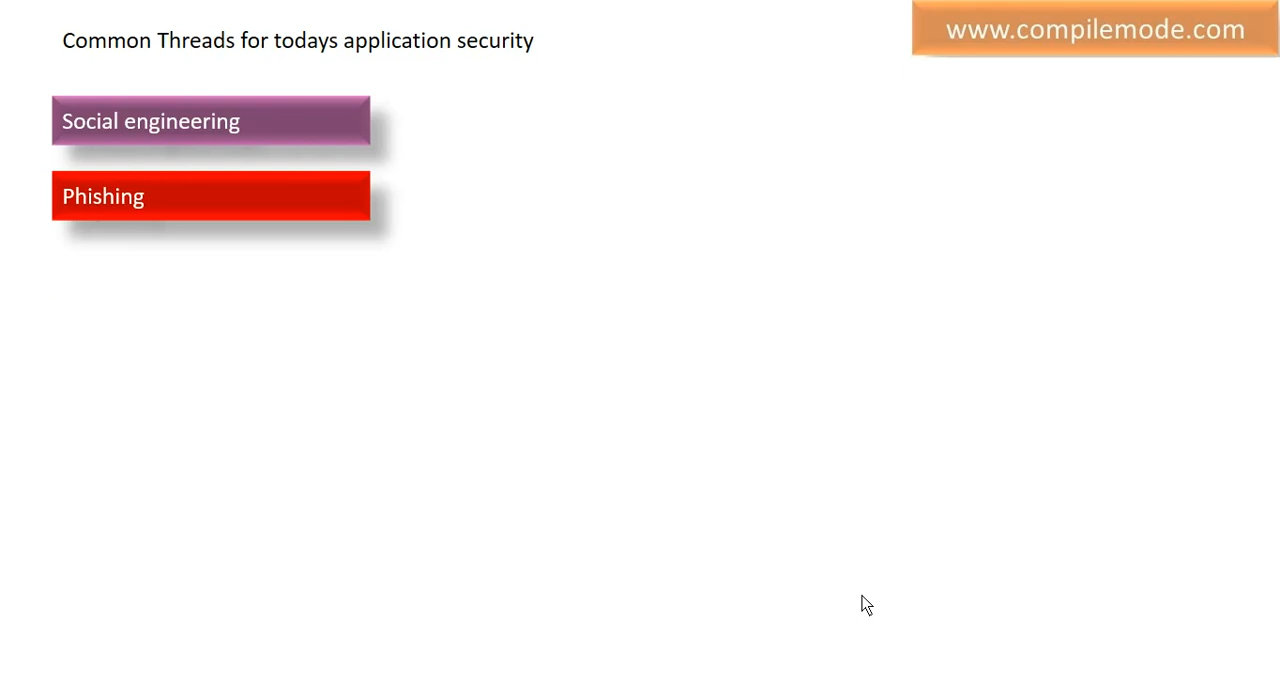 Common Threads for todays application security
www.compilemode.com
Social engineering
Phishing